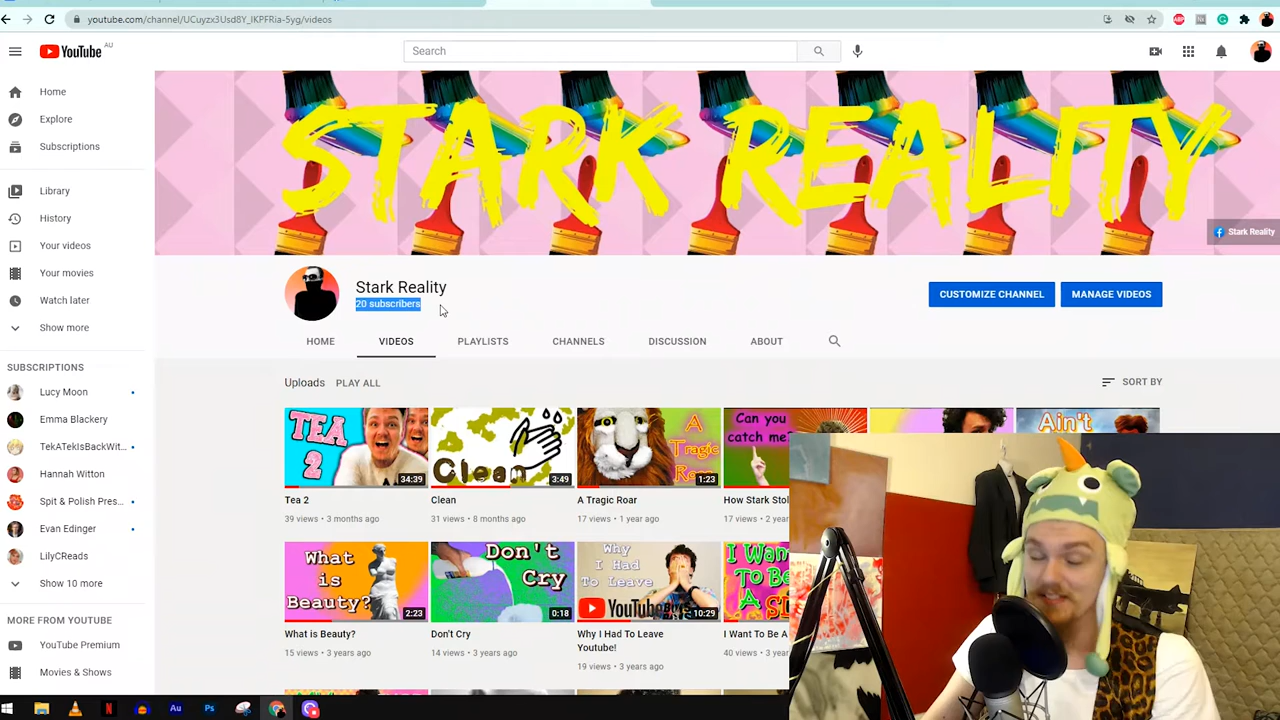 youtube.com/channel/UCuyzx3Usd8Y_IKPFRia-5yg/videos
YouTube AU
Search
STARK REALITY
Stark Reality
Stark Reality
20 subscribers
CUSTOMIZE CHANNEL
MANAGE VIDEOS
HOME
VIDEOS
PLAYLISTS
CHANNELS
DISCUSSION
ABOUT
Home
Explore
Subscriptions
Library
History
Your videos
Your movies
Watch later
Show more
SUBSCRIPTIONS
Lucy Moon
Emma Blackery
TekATekIsBackWit...
Hannah Witton
Spit & Polish Pres...
Evan Edinger
LilyCReads
Show 10 more
MORE FROM YOUTUBE
YouTube Premium
Movies & Shows
Uploads
PLAY ALL
SORT BY
TEA
2
34:39
Tea 2
39 views • 3 months ago
Clean
3:49
Clean
31 views • 8 months ago
A
Tragic
Roar
1:23
A Tragic Roar
17 views • 1 year ago
Can you
catch me?
How Stark Stol
17 views • 2 year
Ain't
What
is
Beauty?
2:23
What is Beauty?
15 views • 3 years ago
Don't
Cry
0:18
Don't Cry
14 views • 3 years ago
Why
I Had
To Leave
YouTube
10:29
Why I Had To Leave
Youtube!
19 views • 3 years ago
I Want
To Be
A
I Want To Be A
40 views • 3 year
Au
Ps